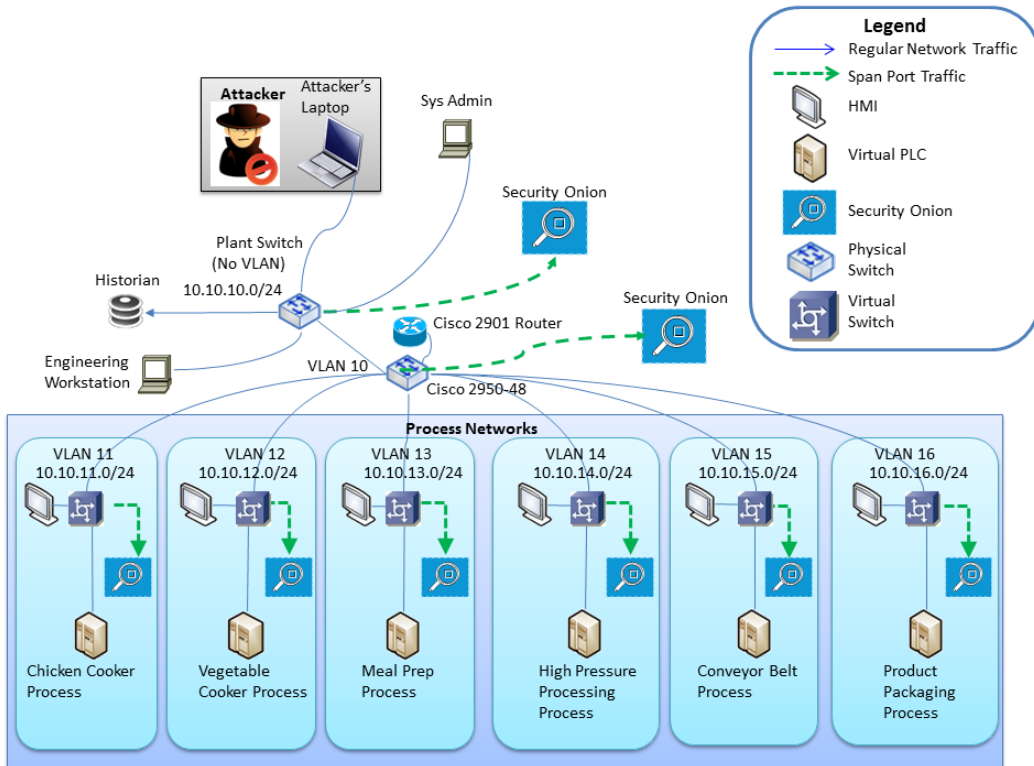 Legend
Regular Network Traffic
Span Port Traffic
HMI
Virtual PLC
Security Onion
Physical
Switch
Virtual
Switch
Attacker
Attacker's
Laptop
Sys Admin
Security Onion
Plant Switch
(No VLAN)
10.10.10.0/24
Historian
Security Onion
Cisco 2901 Router
Engineering
Workstation
VLAN 10
Cisco 2950-48
Process Networks
VLAN 11
10.10.11.0/24
Chicken Cooker
Process
VLAN 12
10.10.12.0/24
Vegetable
Cooker Process
VLAN 13
10.10.13.0/24
Meal Prep
Process
VLAN 14
10.10.14.0/24
High Pressure
Processing
Process
VLAN 15
10.10.15.0/24
Conveyor Belt
Process
VLAN 16
10.10.16.0/24
Product
Packaging
Process